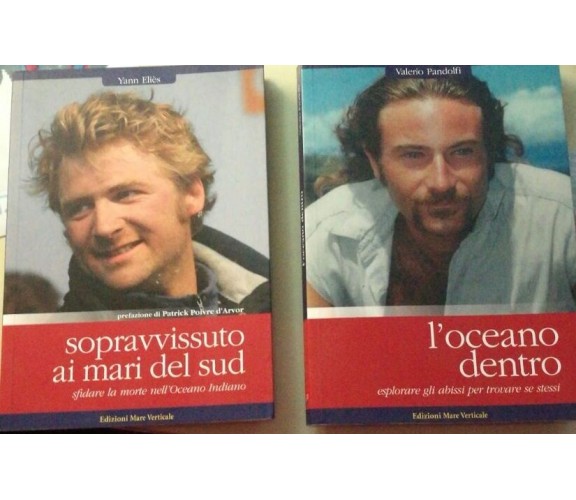 Yann Eliès
prefazione di Patrick Poivre d'Arvor
sopravvissuto
ai mari del sud
sfidare la morte nell'Oceano Indiano
Edizioni Mare Verticale
Valerio Pandolfi
l'oceano
dentro
esplorare gli abissi per trovare se stessi
Edizioni Mare Verticale